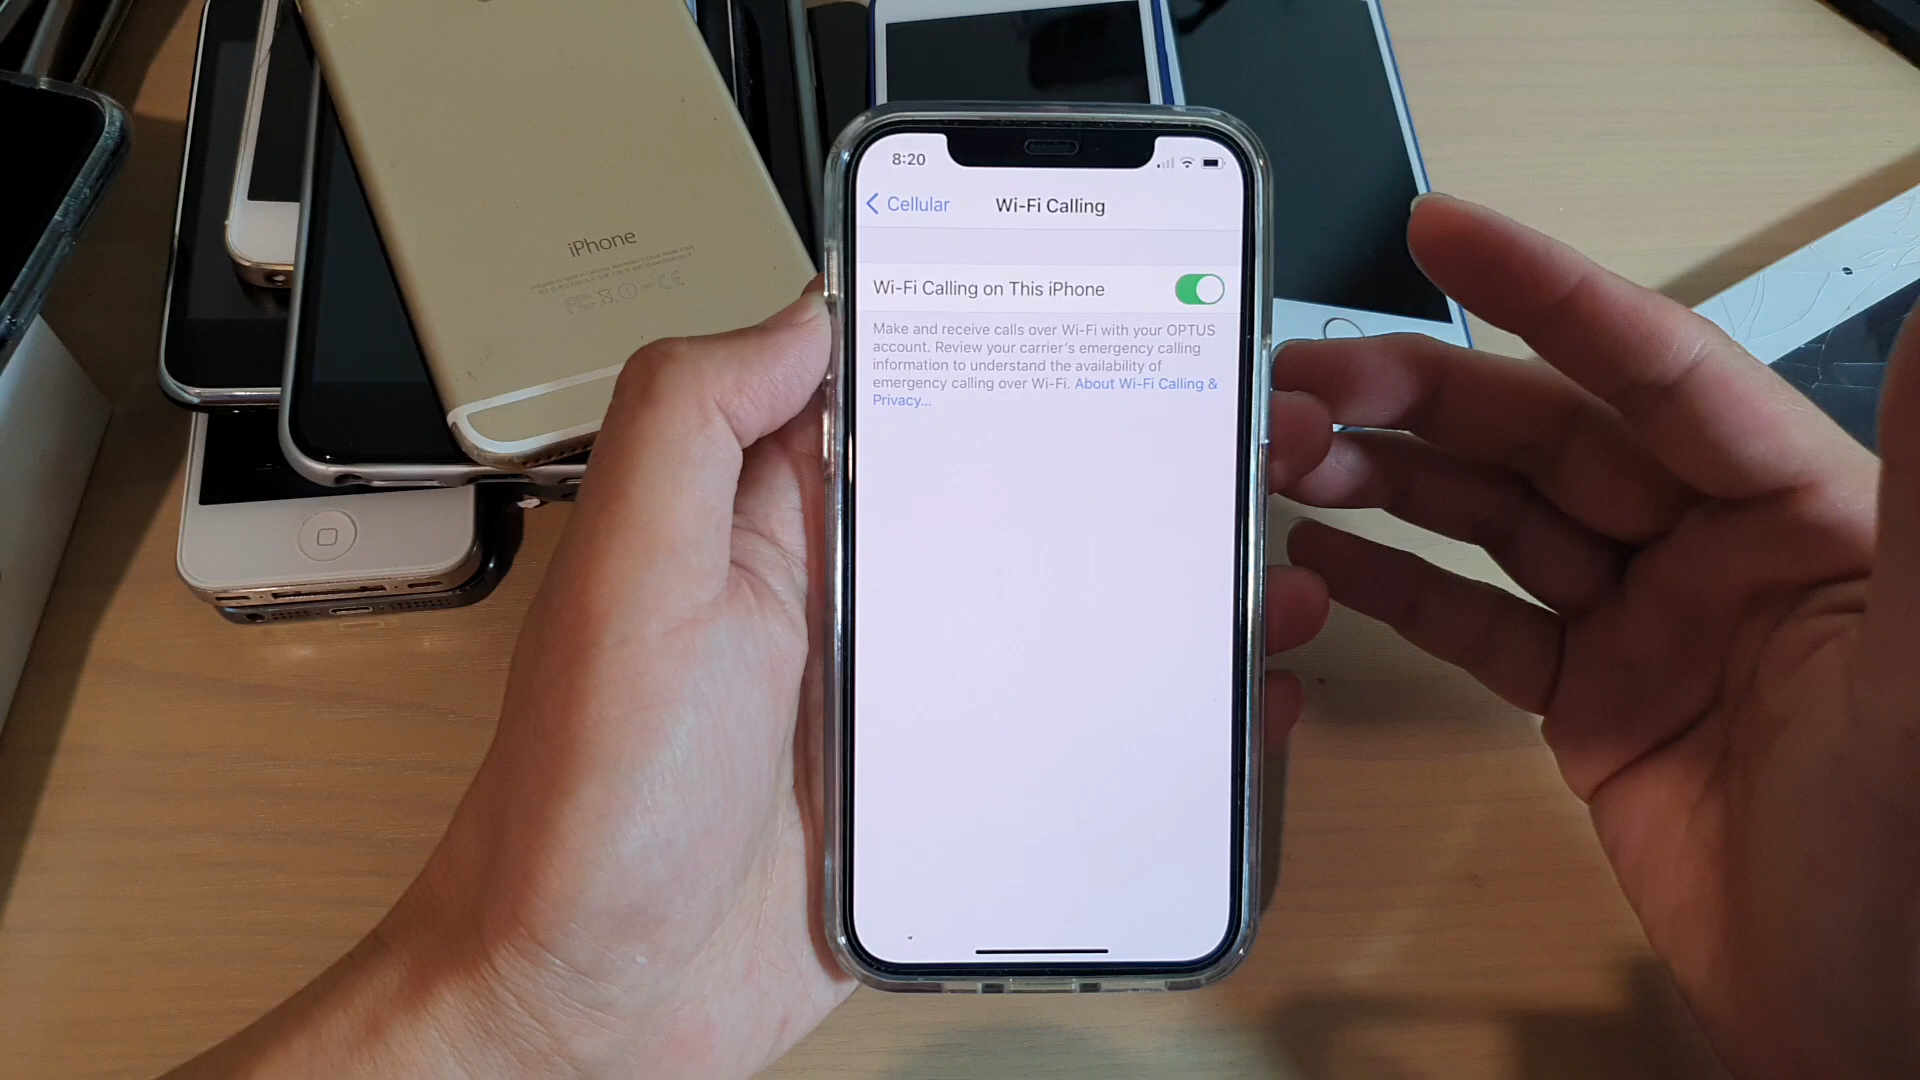 8:20
Cellular
Wi-Fi Calling
Wi-Fi Calling on This iPhone
Make and receive calls over Wi-Fi with your OPTUS
account. Review your carrier's emergency calling
information to understand the availability of
emergency calling over Wi-Fi. About Wi-Fi Calling &
Privacy...
iPhone